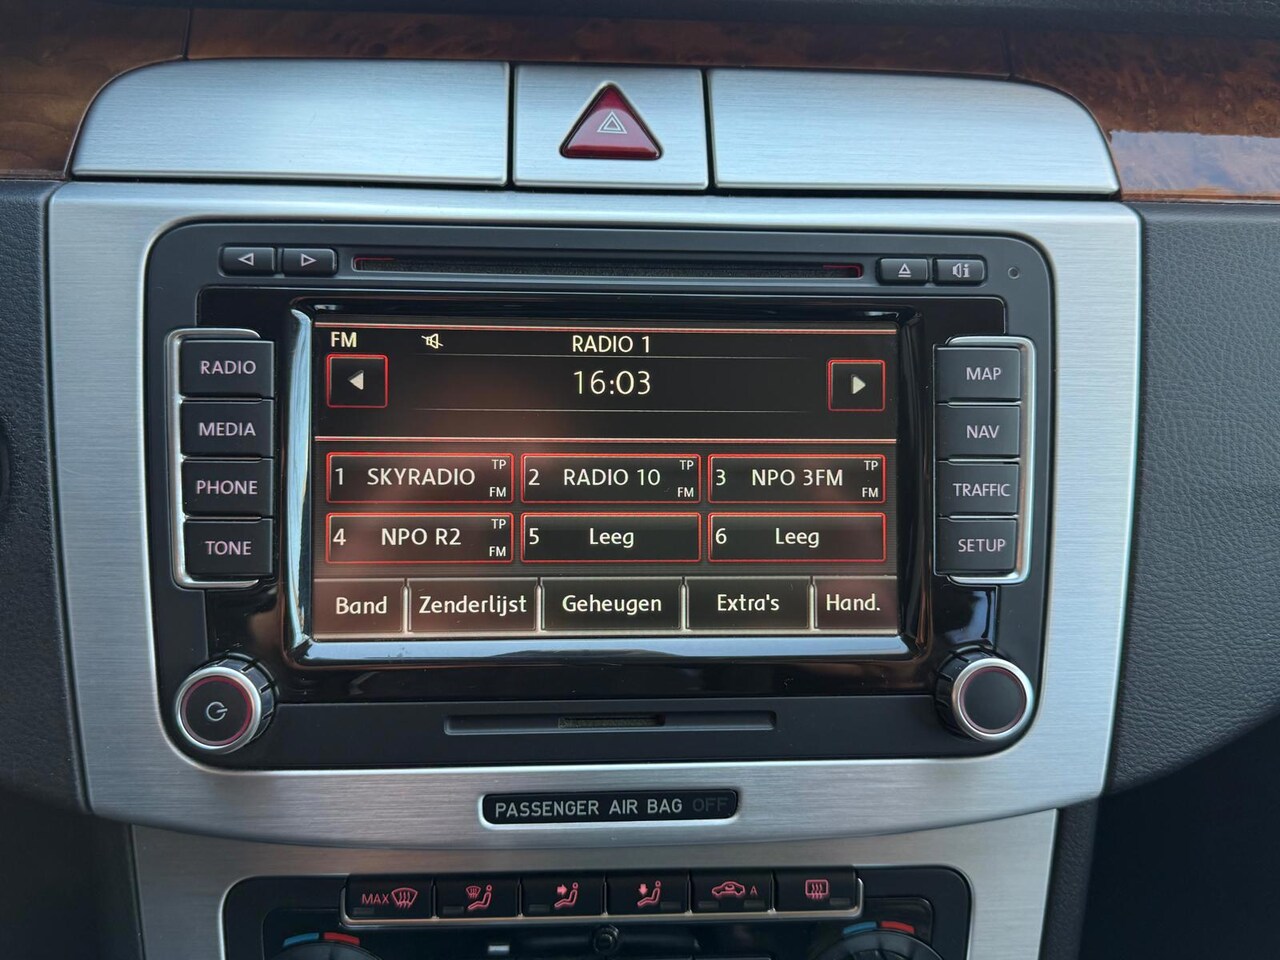 FM
RADIO 1
16:03
1 SKYRADIO TP FM
2 RADIO 10 TP FM
3 NPO 3FM TP FM
4 NPO R2 TP FM
5 Leeg
6 Leeg
Band Zenderlijst Geheugen Extra's Hand.
RADIO
MEDIA
PHONE
TONE
MAP
NAV
TRAFFIC
SETUP
PASSENGER AIR BAG OFF
MAX
A